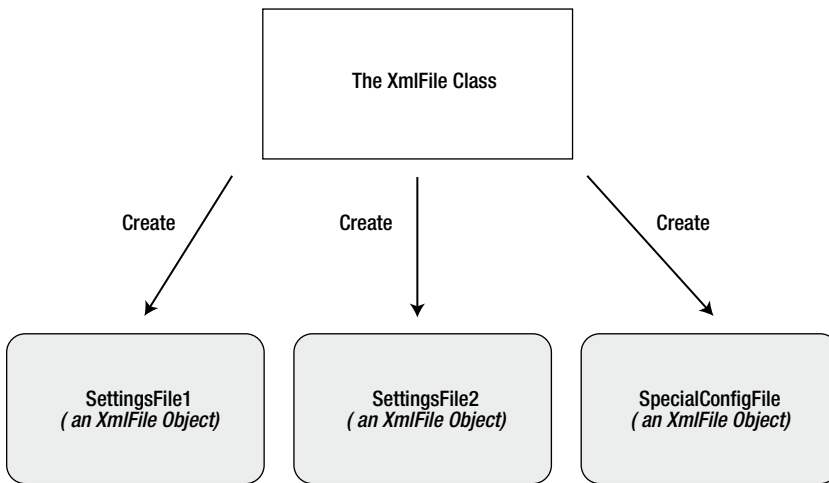 The XmlFile Class
Create
Create
Create
SettingsFile1
( an XmlFile Object)
SettingsFile2
( an XmlFile Object)
SpecialConfigFile
( an XmlFile Object)